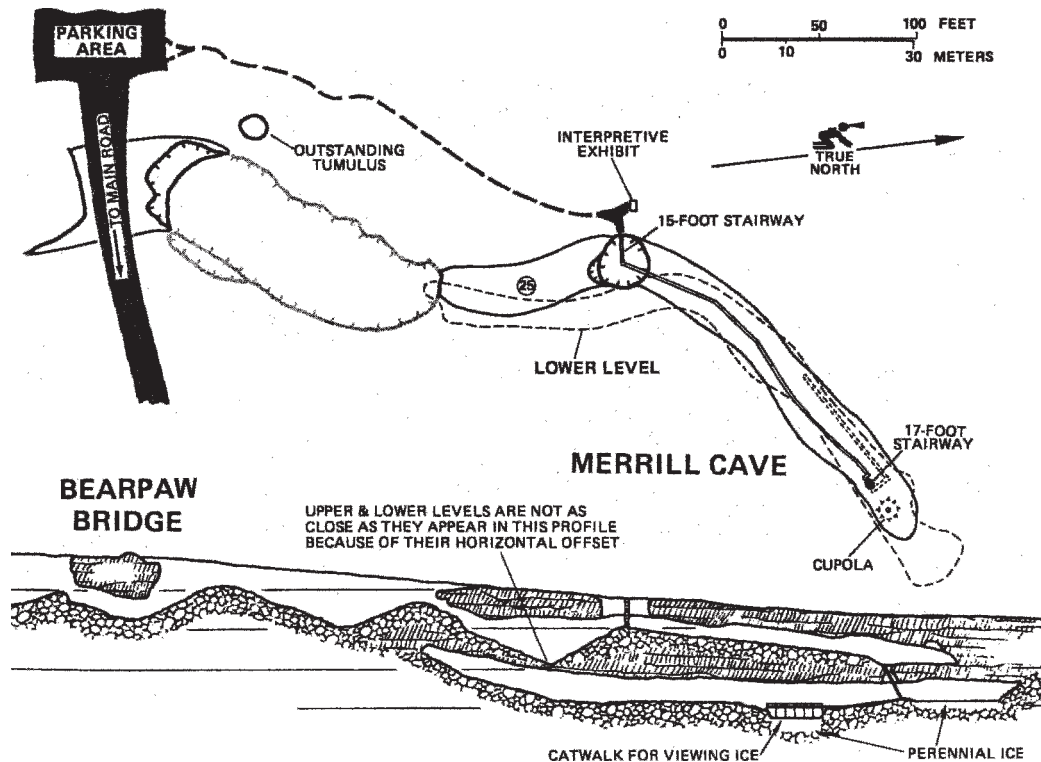 PARKING
AREA
TO MAIN ROAD
0 50 100 FEET
0 10 30 METERS
OUTSTANDING
TUMULUS
INTERPRETIVE
EXHIBIT
TRUE
NORTH
15-FOOT STAIRWAY
25
LOWER LEVEL
17-FOOT
STAIRWAY
MERRILL CAVE
CUPOLA
BEARPAW
BRIDGE
UPPER & LOWER LEVELS ARE NOT AS
CLOSE AS THEY APPEAR IN THIS PROFILE
BECAUSE OF THEIR HORIZONTAL OFFSET
CATWALK FOR VIEWING ICE
PERENNIAL ICE